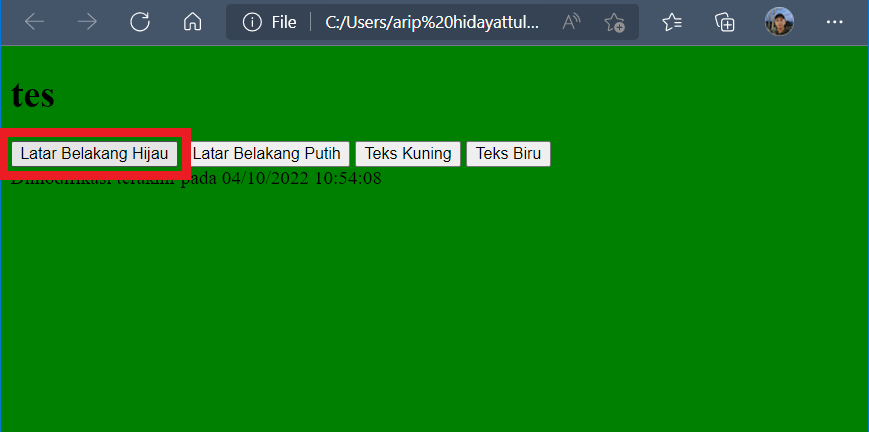 File C:/Users/arip%20hidayattul...
tes
Latar Belakang Hijau Latar Belakang Putih Teks Kuning Teks Biru
Dimodifikasi terakhir pada 04/10/2022 10:54:08